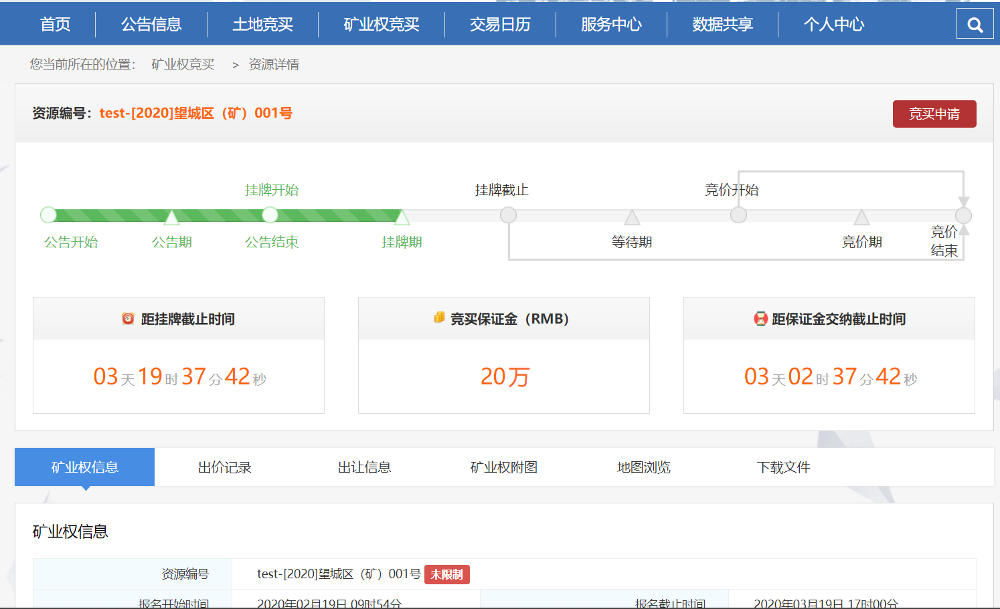 首页 公告信息 土地竞买 矿业权竞买 交易日历 服务中心 数据共享 个人中心
您当前所在的位置： 矿业权竞买 > 资源详情
资源编号：test-[2020]望城区（矿）001号 竞买申请
挂牌开始 挂牌截止 竞价开始
公告开始 公告期 公告结束 挂牌期 等待期 竞价期 竞价
结束
距挂牌截止时间 竞买保证金（RMB） 距保证金交纳截止时间
03天19时37分42秒 20万 03天02时37分42秒
矿业权信息 出价记录 出让信息 矿业权附图 地图浏览 下载文件
矿业权信息
资源编号 test-[2020]望城区（矿）001号 未限制
报名开始时间 2020年02月19日 09时54分 报名截止时间 2020年03月19日 17时00分